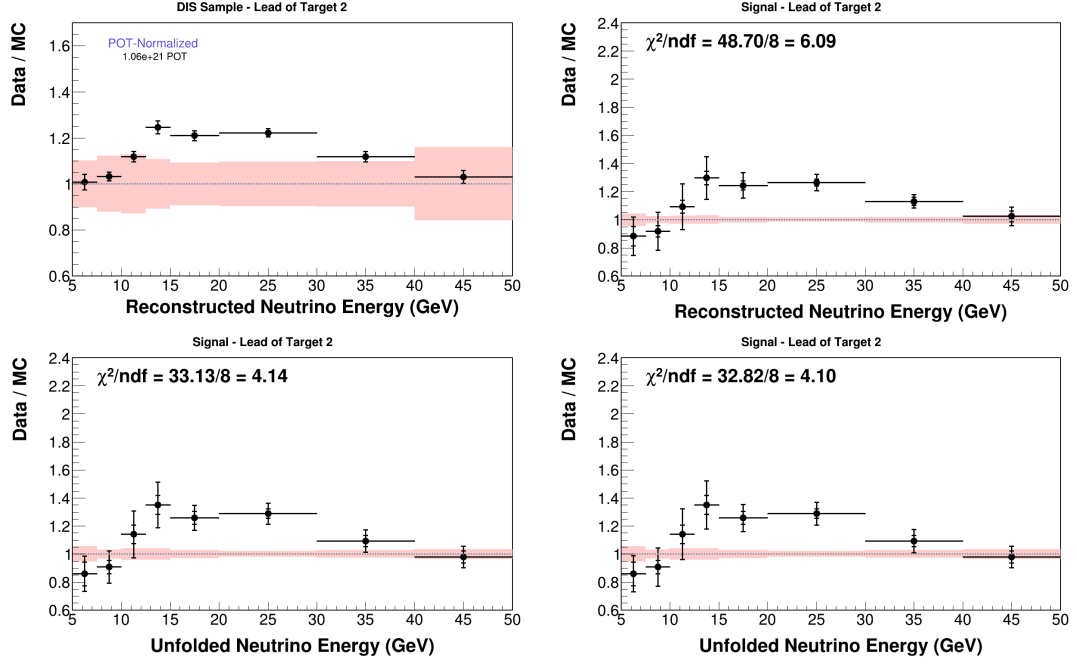 DIS Sample - Lead of Target 2
Data / MC
POT-Normalized
1.06e+21 POT
1.6
1.4
1.2
1
0.8
0.6
5 10 15 20 25 30 35 40 45 50
Reconstructed Neutrino Energy (GeV)
Signal - Lead of Target 2
Data / MC
χ²/ndf = 48.70/8 = 6.09
2.4
2.2
2
1.8
1.6
1.4
1.2
1
0.8
0.6
5 10 15 20 25 30 35 40 45 50
Reconstructed Neutrino Energy (GeV)
Signal - Lead of Target 2
Data / MC
χ²/ndf = 33.13/8 = 4.14
2.4
2.2
2
1.8
1.6
1.4
1.2
1
0.8
0.6
5 10 15 20 25 30 35 40 45 50
Unfolded Neutrino Energy (GeV)
Signal - Lead of Target 2
Data / MC
χ²/ndf = 32.82/8 = 4.10
2.4
2.2
2
1.8
1.6
1.4
1.2
1
0.8
0.6
5 10 15 20 25 30 35 40 45 50
Unfolded Neutrino Energy (GeV)